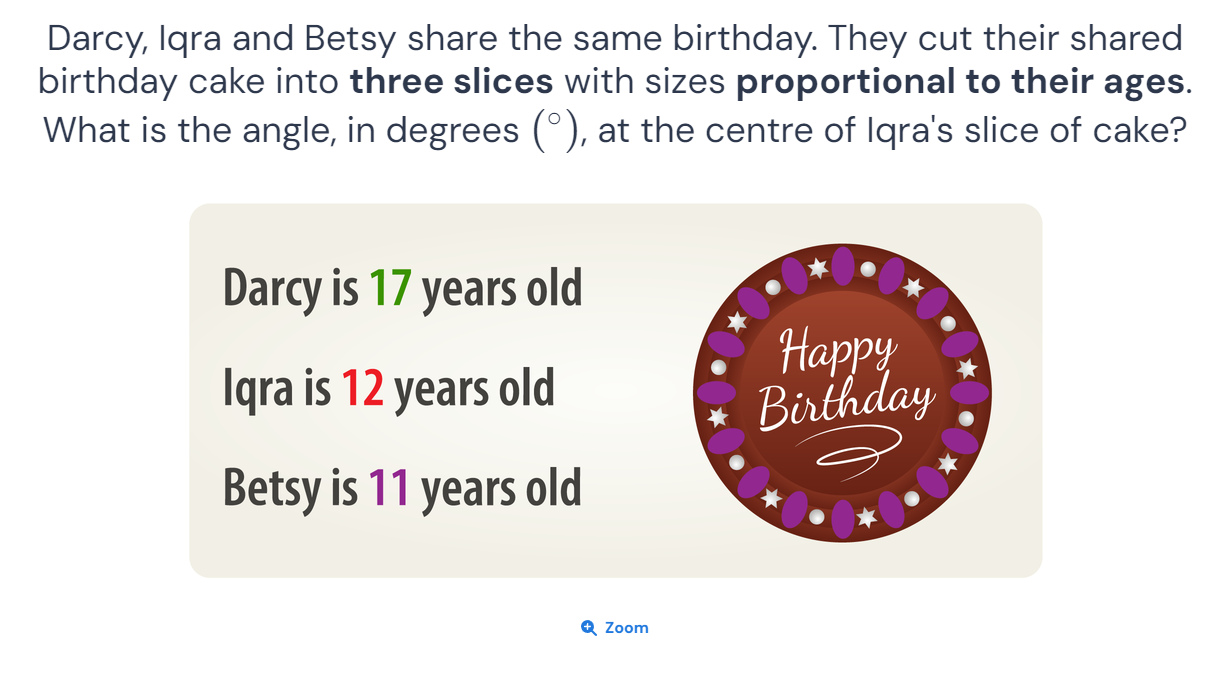 Darcy, Iqra and Betsy share the same birthday. They cut their shared
birthday cake into three slices with sizes proportional to their ages.
What is the angle, in degrees (°), at the centre of Iqra's slice of cake?
Darcy is 17 years old
Iqra is 12 years old
Betsy is 11 years old
Happy
Birthday
Zoom